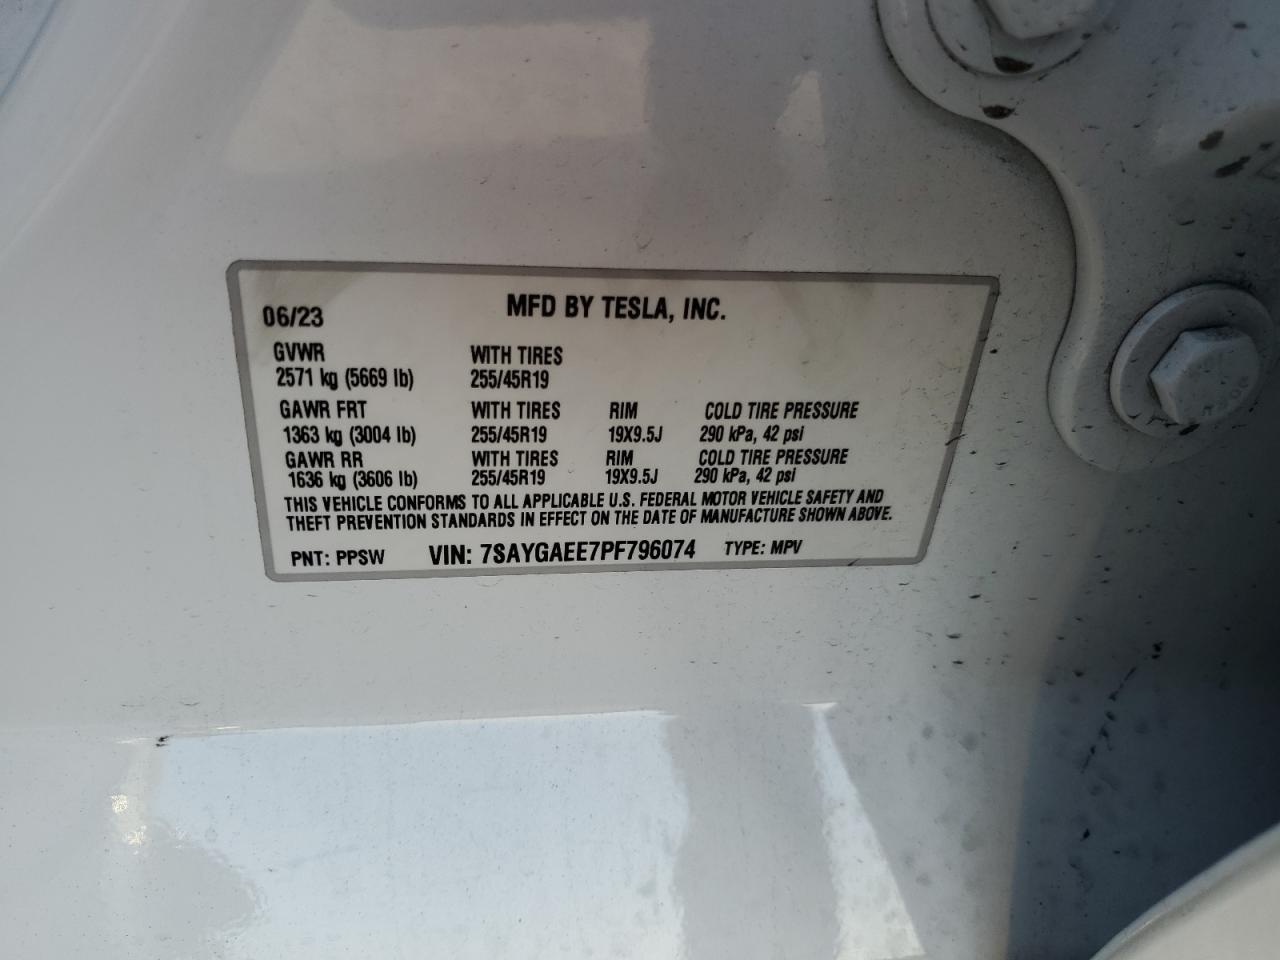 06/23 MFD BY TESLA, INC.
GVWR WITH TIRES
2571 kg (5669 lb) 255/45R19
GAWR FRT WITH TIRES RIM COLD TIRE PRESSURE
1363 kg (3004 lb) 255/45R19 19X9.5J 290 kPa, 42 psi
GAWR RR WITH TIRES RIM COLD TIRE PRESSURE
1636 kg (3606 lb) 255/45R19 19X9.5J 290 kPa, 42 psi
THIS VEHICLE CONFORMS TO ALL APPLICABLE U.S. FEDERAL MOTOR VEHICLE SAFETY AND
THEFT PREVENTION STANDARDS IN EFFECT ON THE DATE OF MANUFACTURE SHOWN ABOVE.
PNT: PPSW VIN: 7SAYGAEE7PF796074 TYPE: MPV